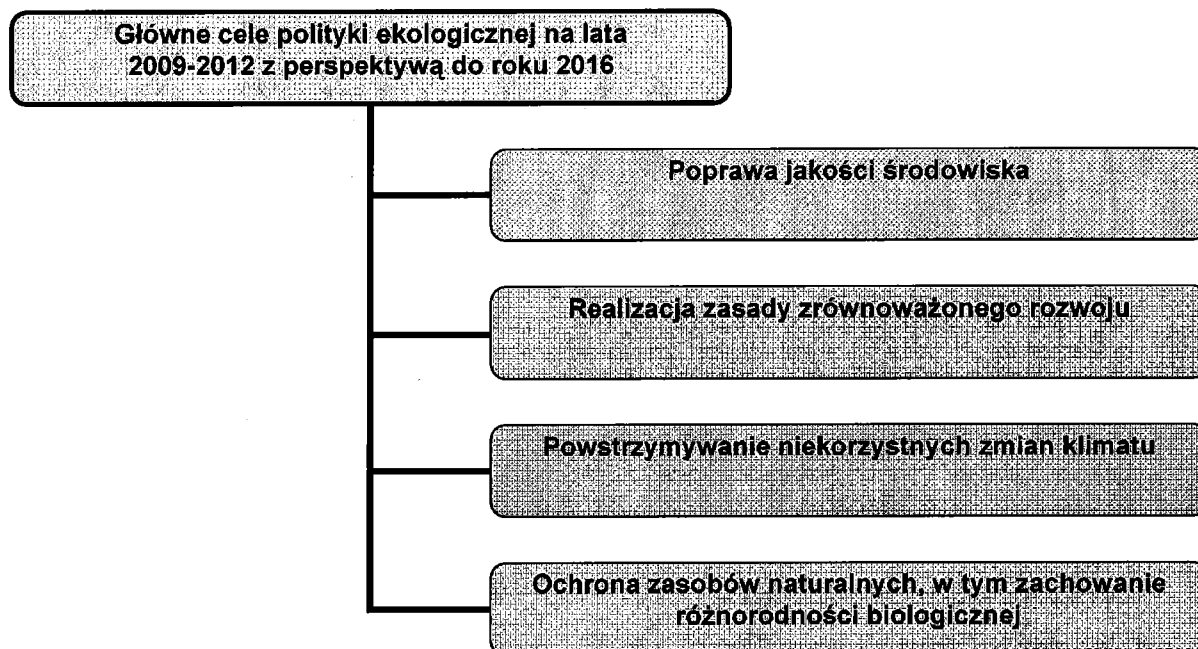 Główne cele polityki ekologicznej na lata
2009-2012 z perspektywą do roku 2016
Poprawa jakości środowiska
Realizacja zasady zrównoważonego rozwoju
Powstrzymywanie niekorzystnych zmian klimatu
Ochrona zasobów naturalnych, w tym zachowanie
różnorodności biologicznej